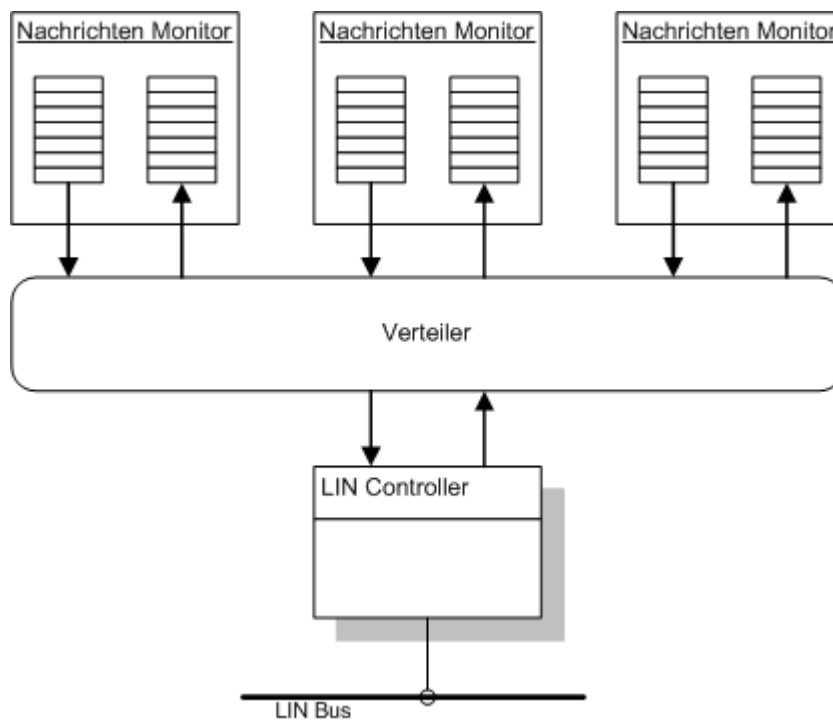 Nachrichten Monitor
Nachrichten Monitor
Nachrichten Monitor
Verteiler
LIN Controller
LIN Bus